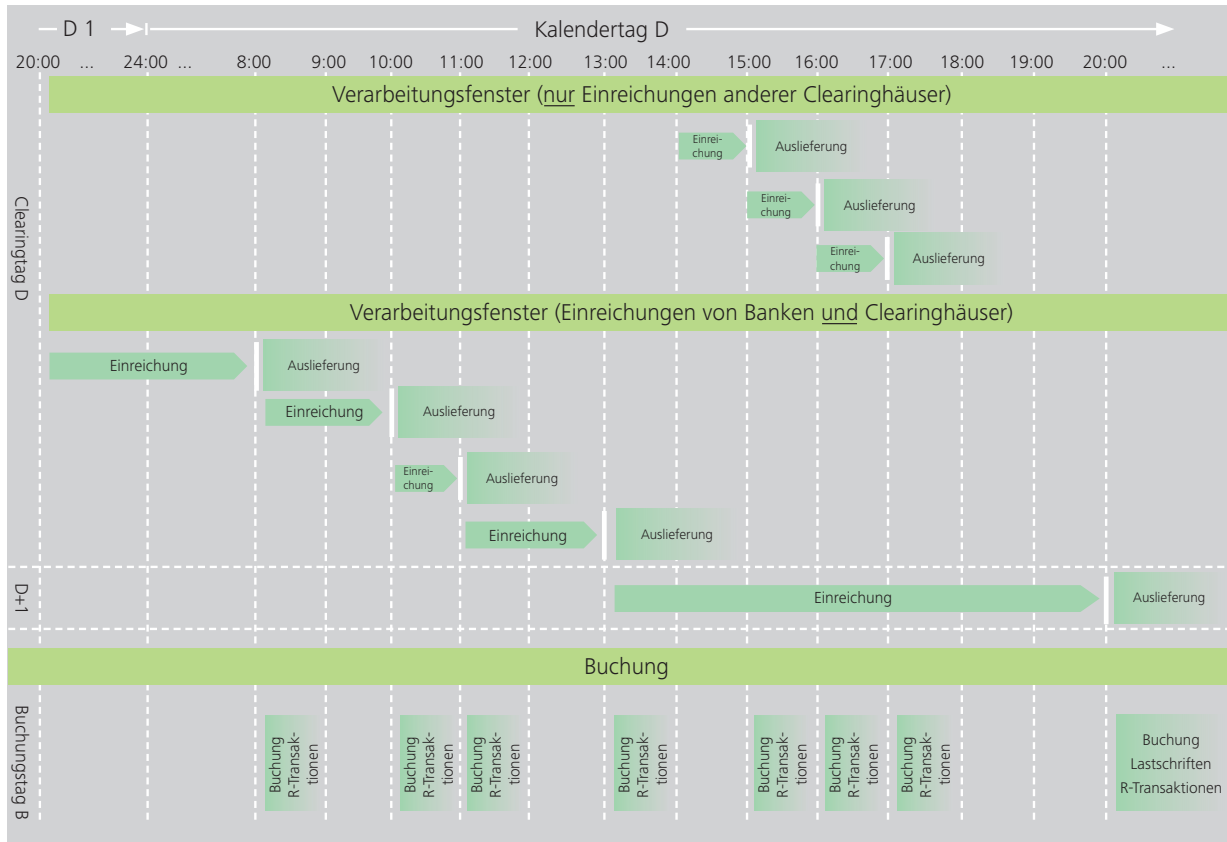 D 1
Kalendertag D
20:00 ... 24:00 ... 8:00 9:00 10:00 11:00 12:00 13:00 14:00 15:00 16:00 17:00 18:00 19:00 20:00 ...
Clearingtag D
Verarbeitungsfenster (nur Einreichungen anderer Clearinghäuser)
Einrei-
chung
Auslieferung
Einrei-
chung
Auslieferung
Einrei-
chung
Auslieferung
Verarbeitungsfenster (Einreichungen von Banken und Clearinghäuser)
Einreichung
Auslieferung
Einreichung
Auslieferung
Einrei-
chung
Auslieferung
Einreichung
Auslieferung
D+1
Einreichung
Auslieferung
Buchung
Buchungstag B
Buchung
R-Transak-
tionen
Buchung
R-Transak-
tionen
Buchung
R-Transak-
tionen
Buchung
R-Transak-
tionen
Buchung
R-Transak-
tionen
Buchung
R-Transak-
tionen
Buchung
R-Transak-
tionen
Buchung
Lastschriften
R-Transaktionen